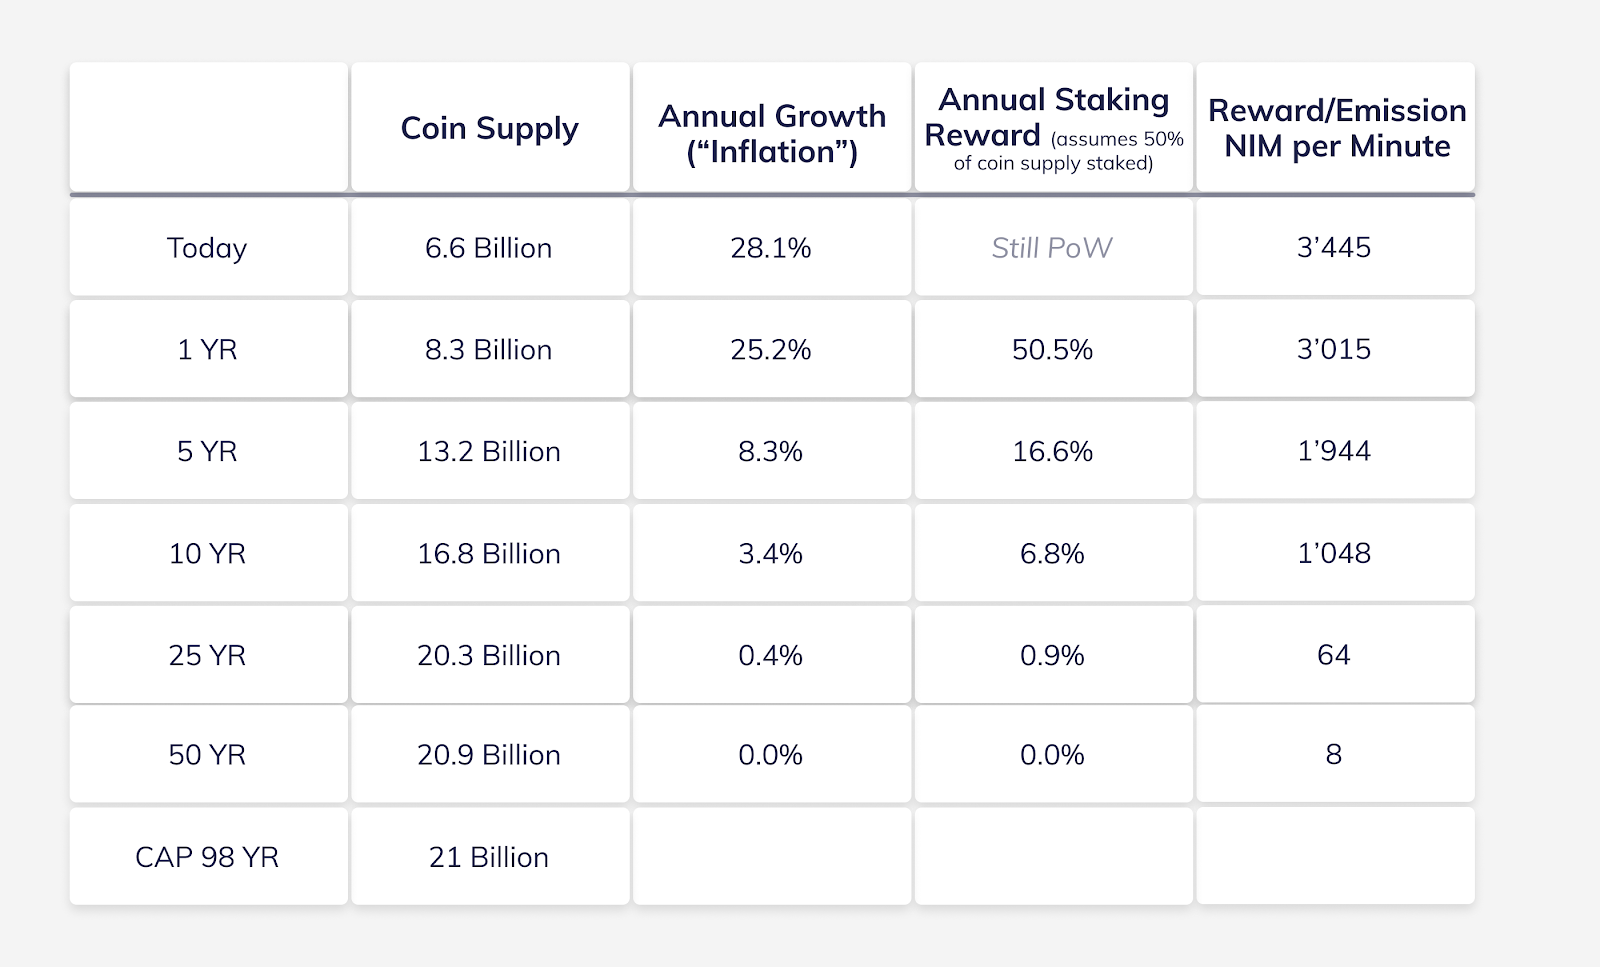 Coin Supply
Annual Growth
(“Inflation”)
Annual Staking
Reward (assumes 50%
of coin supply staked)
Reward/Emission
NIM per Minute
Today 6.6 Billion 28.1% Still PoW 3’445
1 YR 8.3 Billion 25.2% 50.5% 3’015
5 YR 13.2 Billion 8.3% 16.6% 1’944
10 YR 16.8 Billion 3.4% 6.8% 1’048
25 YR 20.3 Billion 0.4% 0.9% 64
50 YR 20.9 Billion 0.0% 0.0% 8
CAP 98 YR 21 Billion